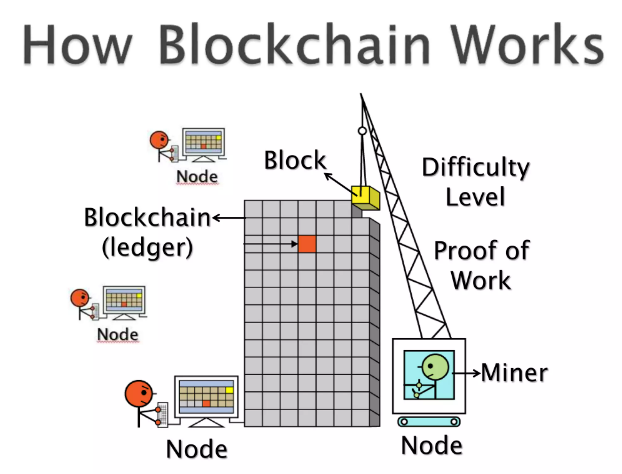 How Blockchain Works
Node
Block
Difficulty
Level
Blockchain
(ledger)
Proof of
Work
Node
Miner
Node
Node